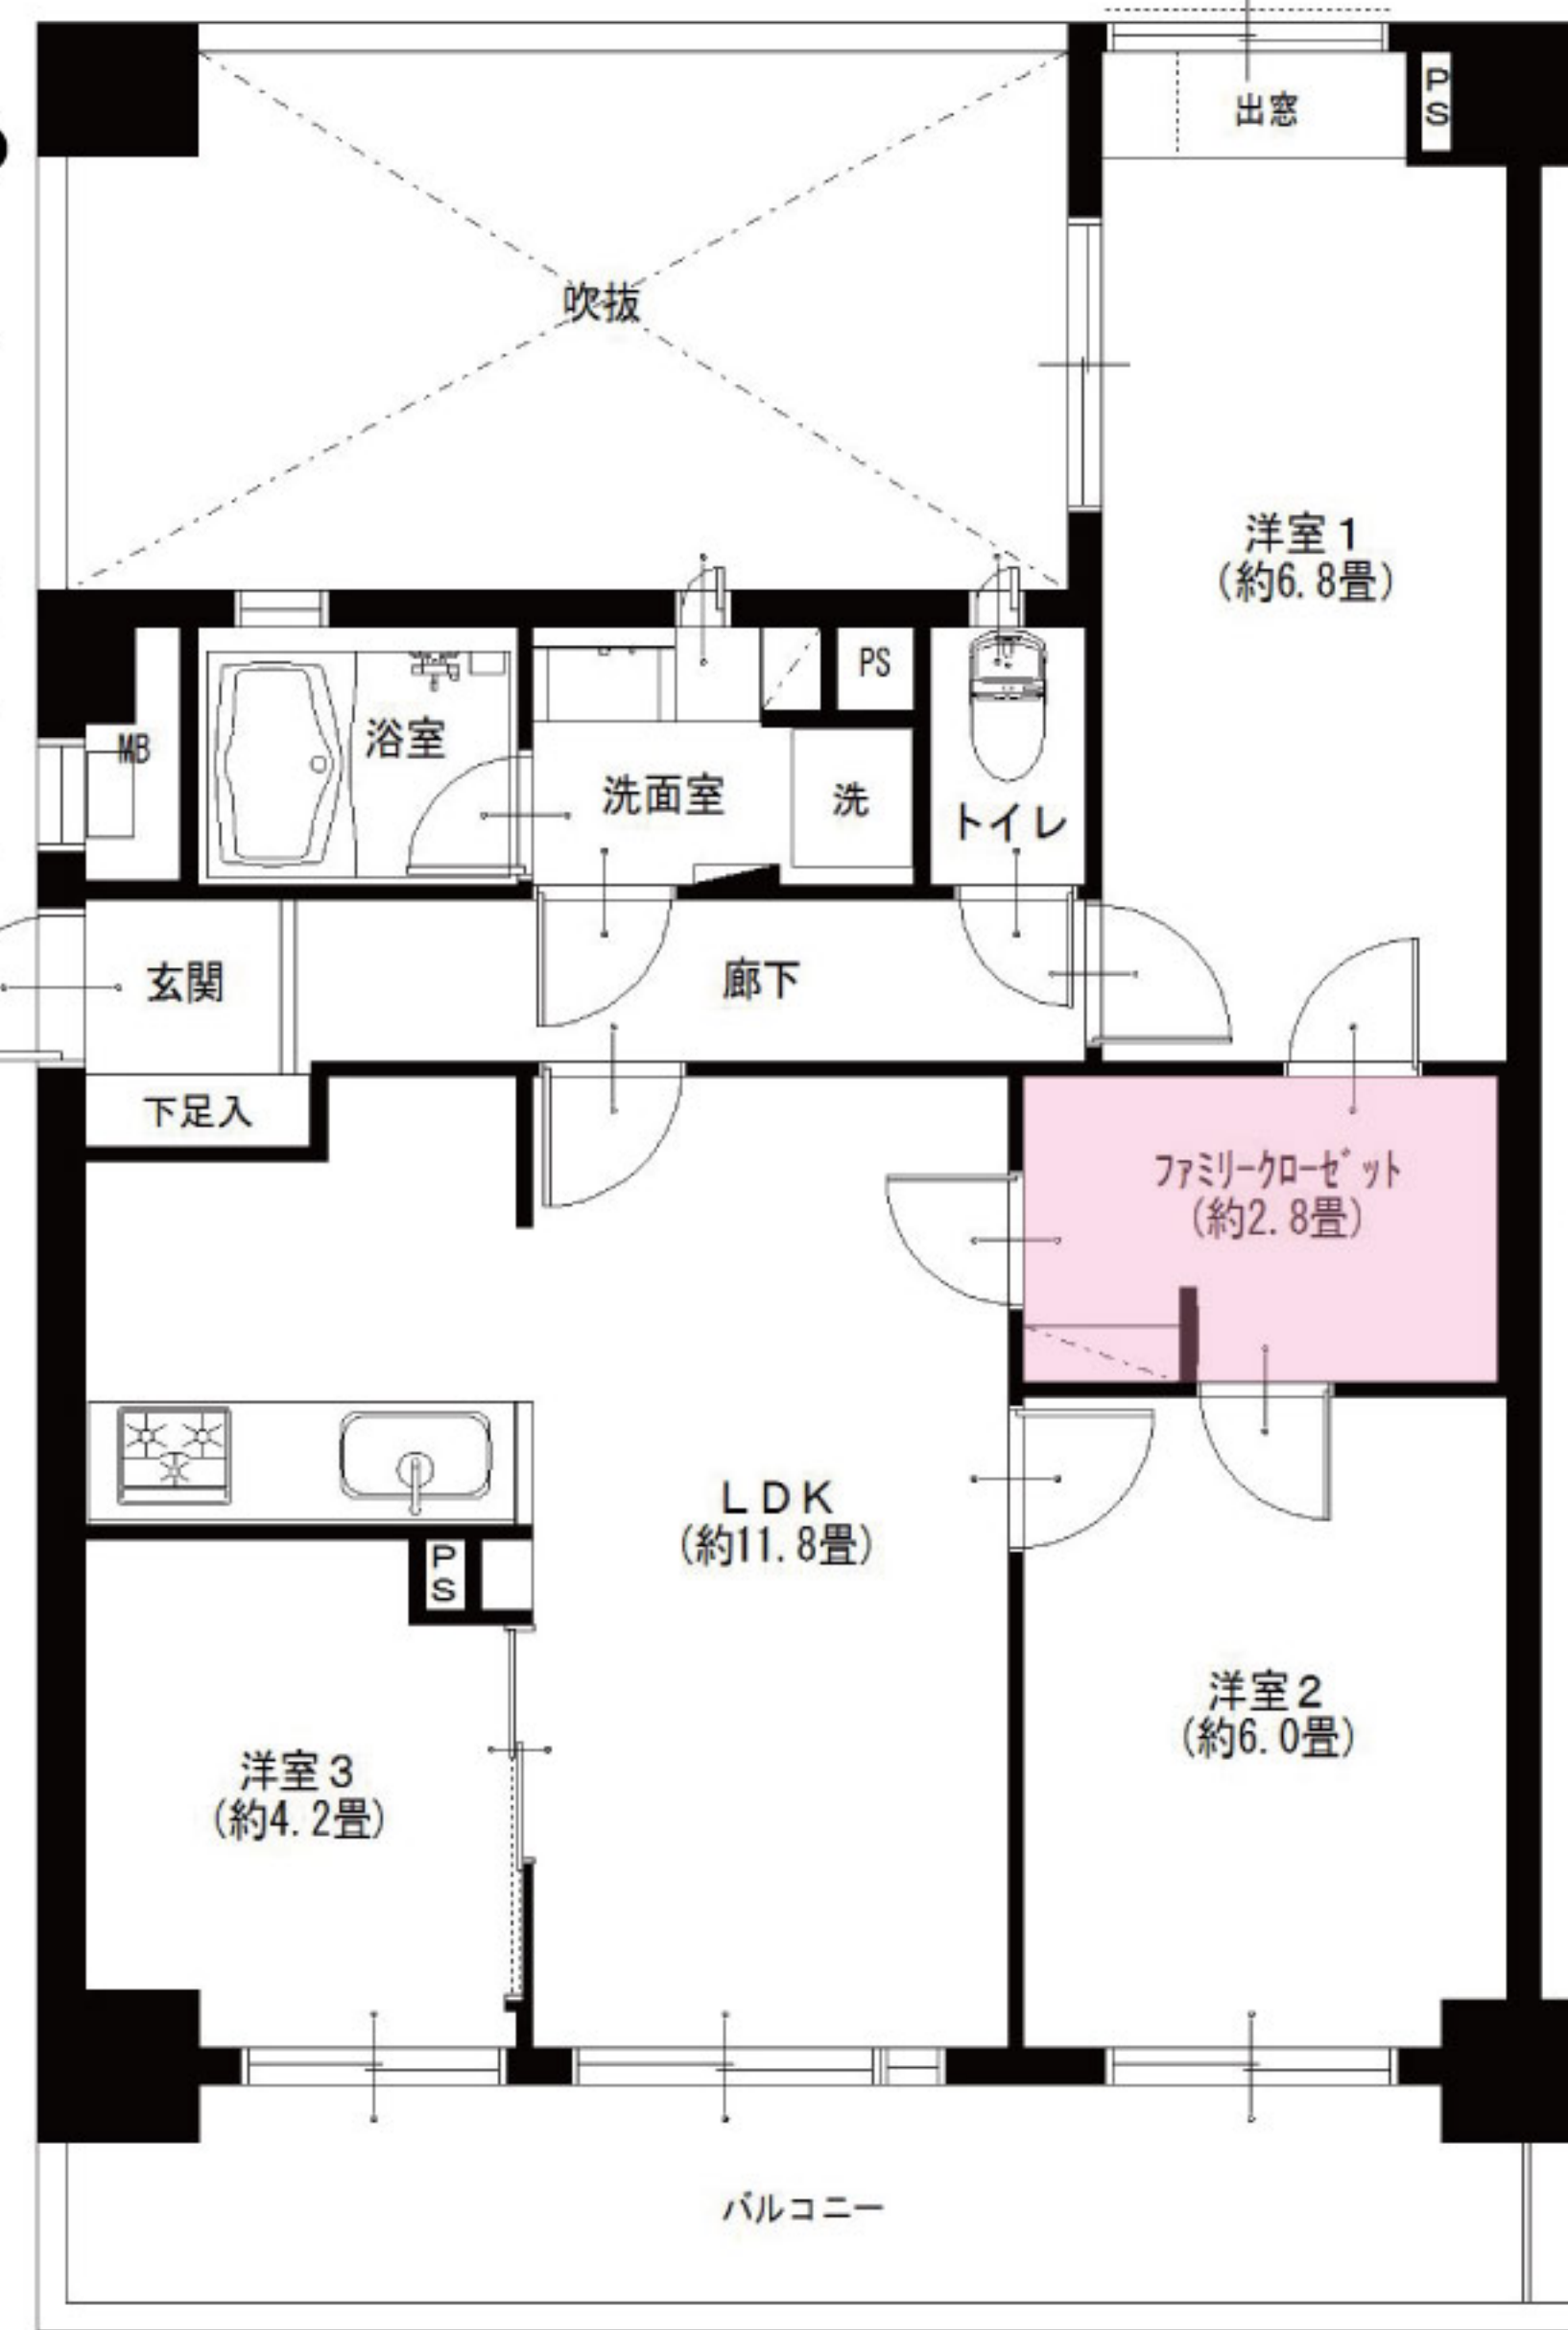 出窓
PS
吹抜
洋室1
(約6.8畳)
MB
浴室
洗面室
PS
洗
トイレ
玄関
廊下
下足入
ファミリークローゼット
(約2.8畳)
LDK
(約11.8畳)
PS
洋室2
(約6.0畳)
洋室3
(約4.2畳)
バルコニー